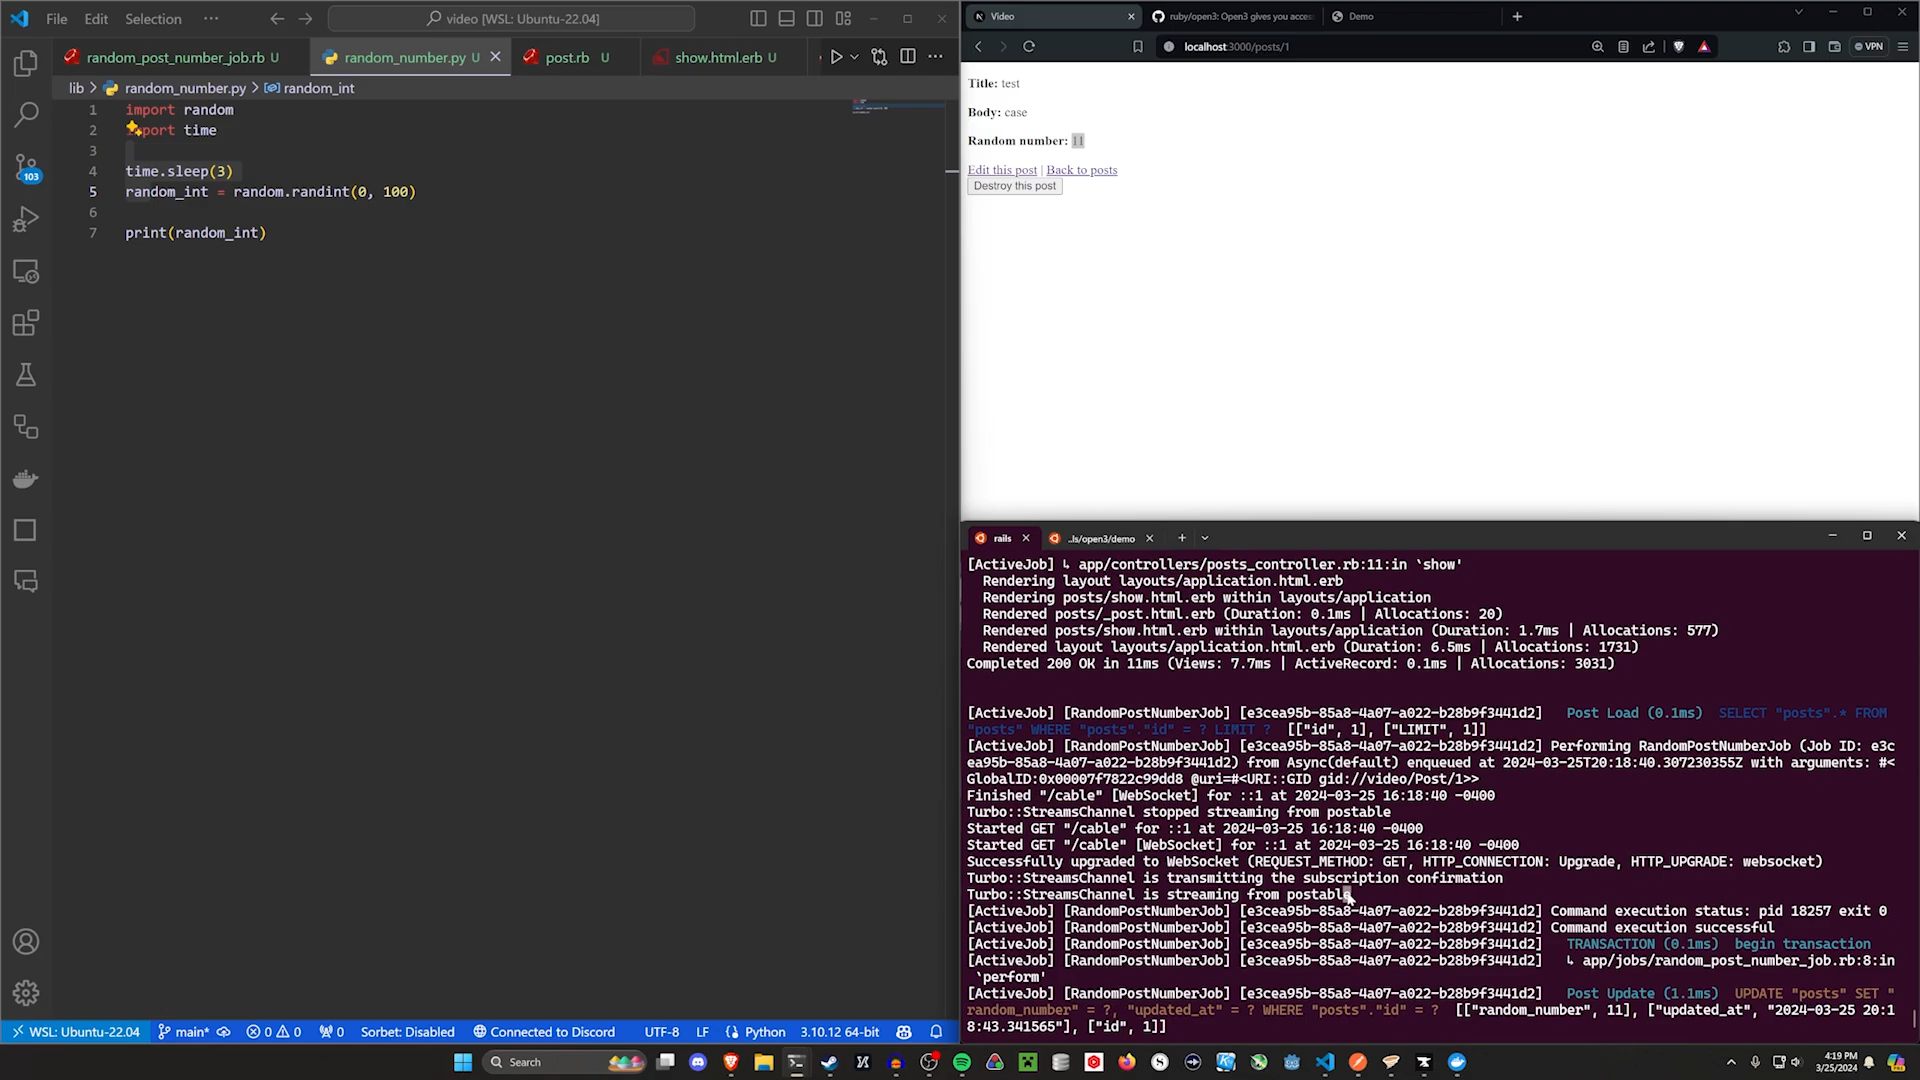 File Edit Selection ···
video [WSL: Ubuntu-22.04]
random_post_number_job.rb U
random_number.py U
post.rb U
show.html.erb U
lib > random_number.py > random_int
1 import random
2 import time
3
4 time.sleep(3)
5 random_int = random.randint(0, 100)
6
7 print(random_int)
103
WSL: Ubuntu-22.04 main* 0 0 0 Sorbet: Disabled Connected to Discord UTF-8 LF Python 3.10.12 64-bit
Video
ruby/open3: Open3 gives you acces
Demo
localhost:3000/posts/1
VPN
Title: test
Body: case
Random number: 11
Edit this post | Back to posts
Destroy this post
rails
..ls/open3/demo
[ActiveJob] ↳ app/controllers/posts_controller.rb:11:in `show'
Rendering layout layouts/application.html.erb
Rendering posts/show.html.erb within layouts/application
Rendered posts/_post.html.erb (Duration: 0.1ms | Allocations: 20)
Rendered posts/show.html.erb within layouts/application (Duration: 1.7ms | Allocations: 577)
Rendered layout layouts/application.html.erb (Duration: 6.5ms | Allocations: 1731)
Completed 200 OK in 11ms (Views: 7.7ms | ActiveRecord: 0.1ms | Allocations: 3031)
[ActiveJob] [RandomPostNumberJob] [e3cea95b-85a8-4a07-a022-b28b9f3441d2] Post Load (0.1ms) SELECT "posts".* FROM
"posts" WHERE "posts"."id" = ? LIMIT ? [["id", 1], ["LIMIT", 1]]
[ActiveJob] [RandomPostNumberJob] [e3cea95b-85a8-4a07-a022-b28b9f3441d2] Performing RandomPostNumberJob (Job ID: e3c
ea95b-85a8-4a07-a022-b28b9f3441d2) from Async(default) enqueued at 2024-03-25T20:18:40.307230355Z with arguments: #<
GlobalID:0x00007f7822c99dd8 @uri=#<URI::GID gid://video/Post/1>>
Finished "/cable" [WebSocket] for ::1 at 2024-03-25 16:18:40 -0400
Turbo::StreamsChannel stopped streaming from postable
Started GET "/cable" for ::1 at 2024-03-25 16:18:40 -0400
Started GET "/cable" [WebSocket] for ::1 at 2024-03-25 16:18:40 -0400
Successfully upgraded to WebSocket (REQUEST_METHOD: GET, HTTP_CONNECTION: Upgrade, HTTP_UPGRADE: websocket)
Turbo::StreamsChannel is transmitting the subscription confirmation
Turbo::StreamsChannel is streaming from postable
[ActiveJob] [RandomPostNumberJob] [e3cea95b-85a8-4a07-a022-b28b9f3441d2] Command execution status: pid 18257 exit 0
[ActiveJob] [RandomPostNumberJob] [e3cea95b-85a8-4a07-a022-b28b9f3441d2] Command execution successful
[ActiveJob] [RandomPostNumberJob] [e3cea95b-85a8-4a07-a022-b28b9f3441d2] TRANSACTION (0.1ms) begin transaction
[ActiveJob] [RandomPostNumberJob] [e3cea95b-85a8-4a07-a022-b28b9f3441d2] ↳ app/jobs/random_post_number_job.rb:8:in
`perform'
[ActiveJob] [RandomPostNumberJob] [e3cea95b-85a8-4a07-a022-b28b9f3441d2] Post Update (1.1ms) UPDATE "posts" SET "
random_number" = ?, "updated_at" = ? WHERE "posts"."id" = ? [["random_number", 11], ["updated_at", "2024-03-25 20:1
8:43.341565"], ["id", 1]]
Search
4:19 PM
3/25/2024